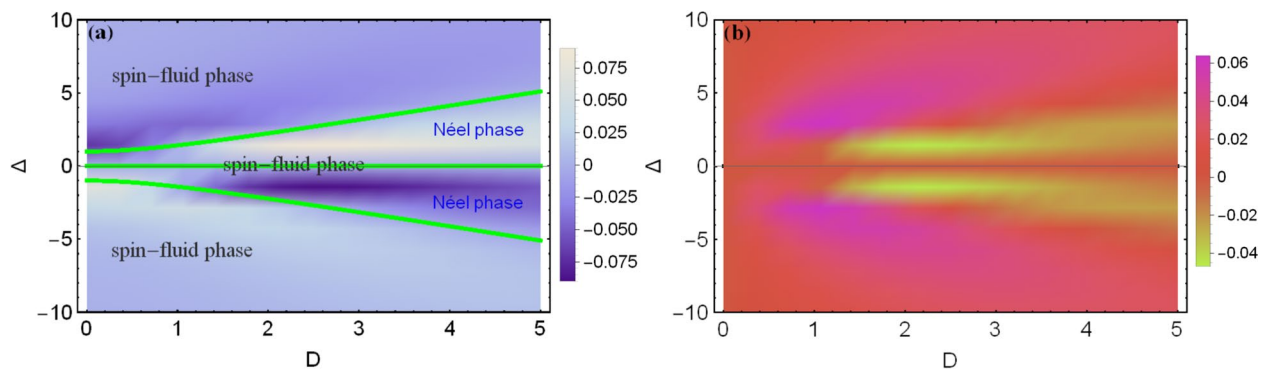 (a)
10
5
0
−5
−10
Δ
spin−fluid phase
Néel phase
spin−fluid phase
Néel phase
spin−fluid phase
0 1 2 3 4 5
D
0.075
0.050
0.025
0
−0.025
−0.050
−0.075
(b)
10
5
0
−5
−10
Δ
0 1 2 3 4 5
D
0.06
0.04
0.02
0
−0.02
−0.04